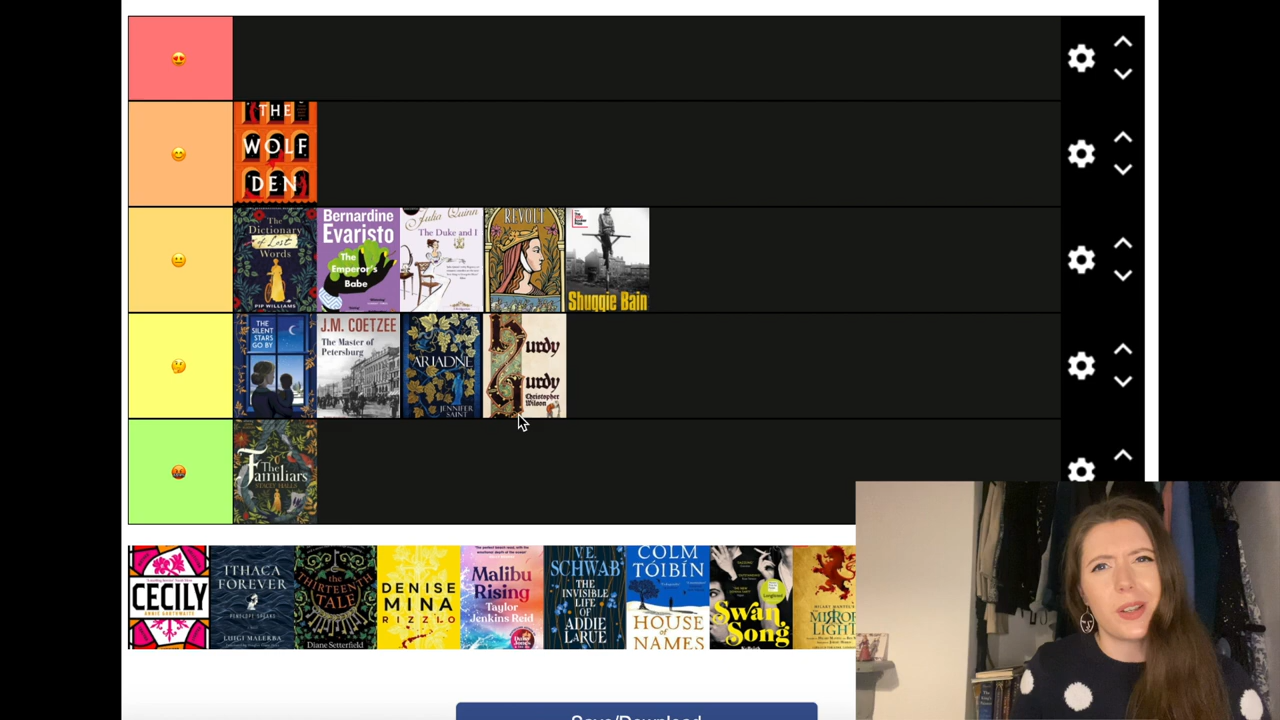 THE
WOLF
DEN
The
Dictionary
of Lost
Words
PIP WILLIAMS
Bernardine
Evaristo
The
Emperor's
Babe
Julia Quinn
The Duke and I
REVOLT
Shuggie Bain
THE
SILENT
STARS
GO BY
J.M. COETZEE
The Master of
Petersburg
ARIADNE
JENNIFER
SAINT
hurdy
Gurdy
Christopher
Wilson
The
Familiars
STACEY HALLS
CECILY
ANNIE GARTHWAITE
ITHACA
FOREVER
PENELOPE SPEAKS
LUIGI MALERBA
the
THIRTEENTH
TALE
Diane Setterfield
DENISE
MINA
RIZZIO
Malibu
Rising
Taylor
Jenkins Reid
V.E.
SCHWAB
THE
INVISIBLE
LIFE
OF
ADDIE
LARUE
COLM
TÓIBÍN
HOUSE
of
NAMES
Swan
Song
Save/Download